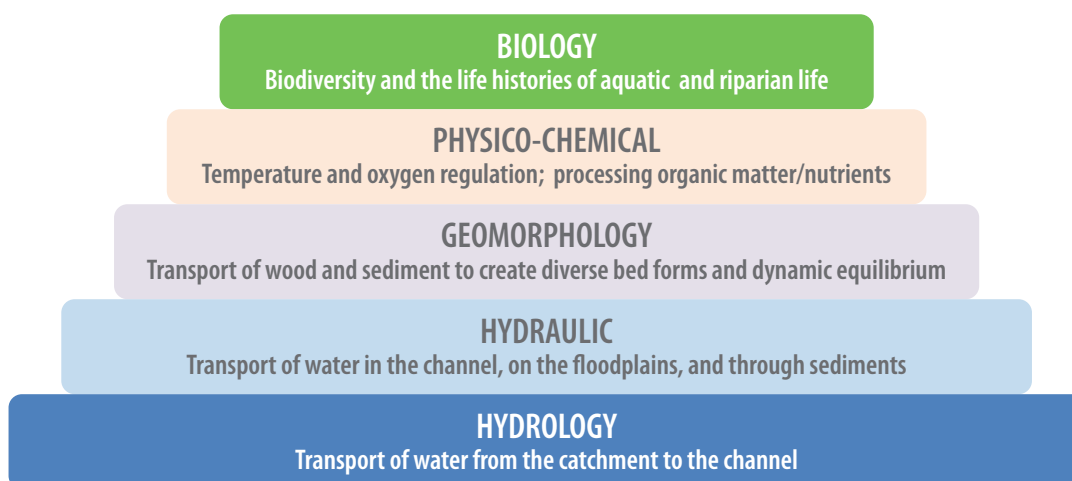 BIOLOGY
Biodiversity and the life histories of aquatic and riparian life
PHYSICO-CHEMICAL
Temperature and oxygen regulation; processing organic matter/nutrients
GEOMORPHOLOGY
Transport of wood and sediment to create diverse bed forms and dynamic equilibrium
HYDRAULIC
Transport of water in the channel, on the floodplains, and through sediments
HYDROLOGY
Transport of water from the catchment to the channel